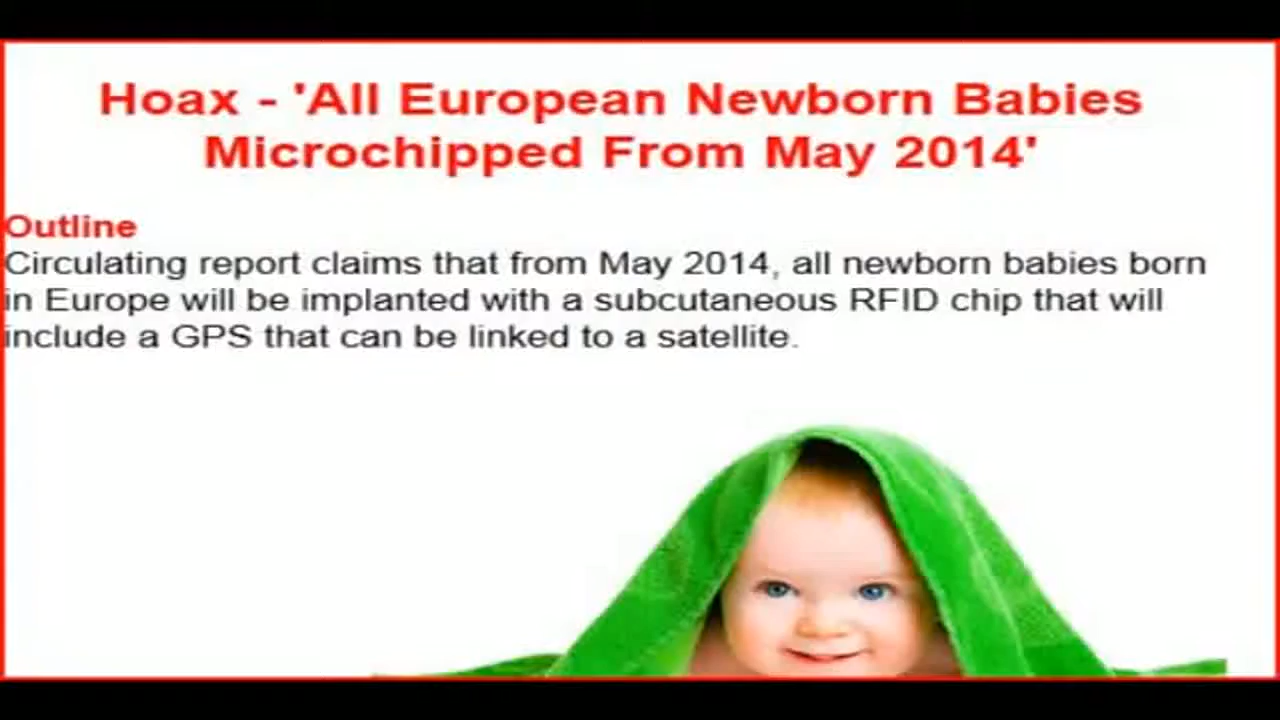 Hoax - 'All European Newborn Babies
Microchipped From May 2014'
Outline
Circulating report claims that from May 2014, all newborn babies born
in Europe will be implanted with a subcutaneous RFID chip that will
include a GPS that can be linked to a satellite.